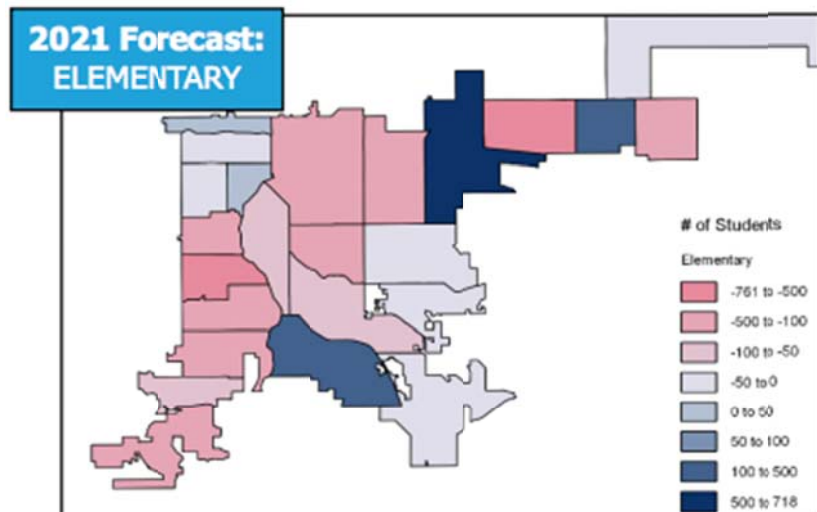 2021 Forecast:
ELEMENTARY
# of Students
Elementary
-761 to -500
-500 to -100
-100 to -50
-50 to 0
0 to 50
50 to 100
100 to 500
500 to 718